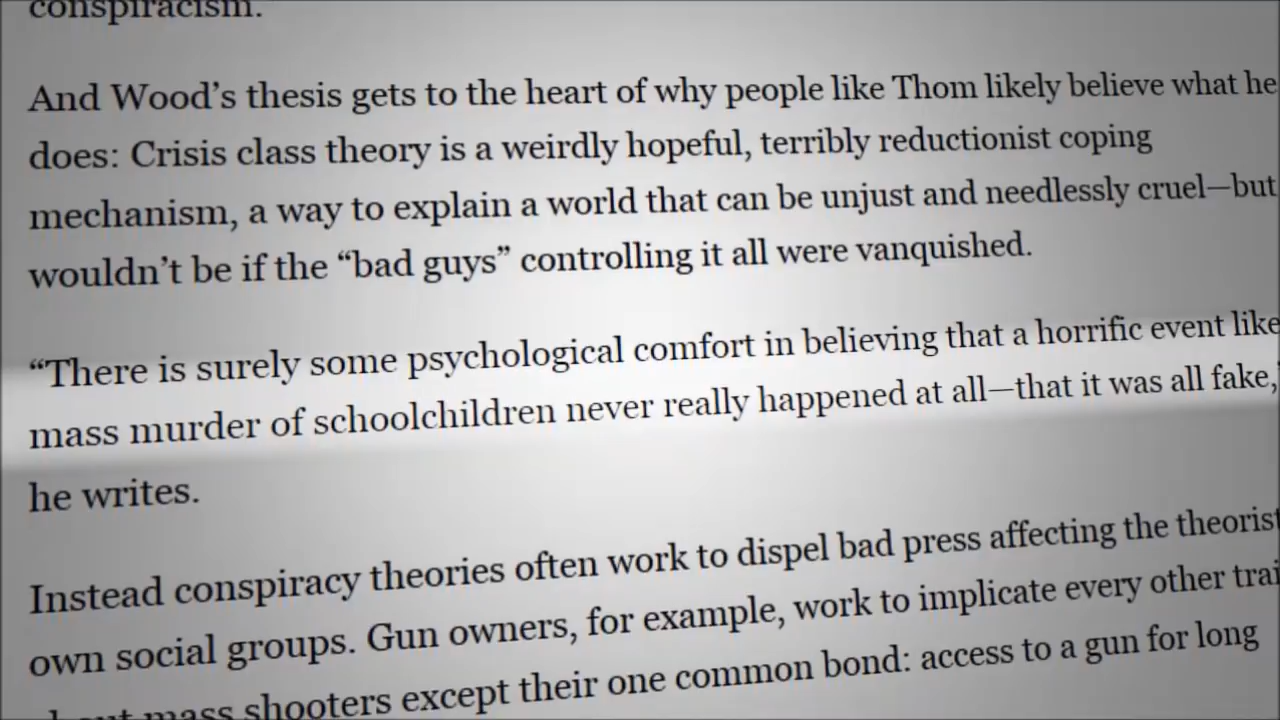 conspiracism.
And Wood's thesis gets to the heart of why people like Thom likely believe what he
does: Crisis class theory is a weirdly hopeful, terribly reductionist coping
mechanism, a way to explain a world that can be unjust and needlessly cruel—but
wouldn't be if the “bad guys” controlling it all were vanquished.
“There is surely some psychological comfort in believing that a horrific event like
mass murder of schoolchildren never really happened at all—that it was all fake,”
he writes.
Instead conspiracy theories often work to dispel bad press affecting the theorist
own social groups. Gun owners, for example, work to implicate every other trai
about mass shooters except their one common bond: access to a gun for long